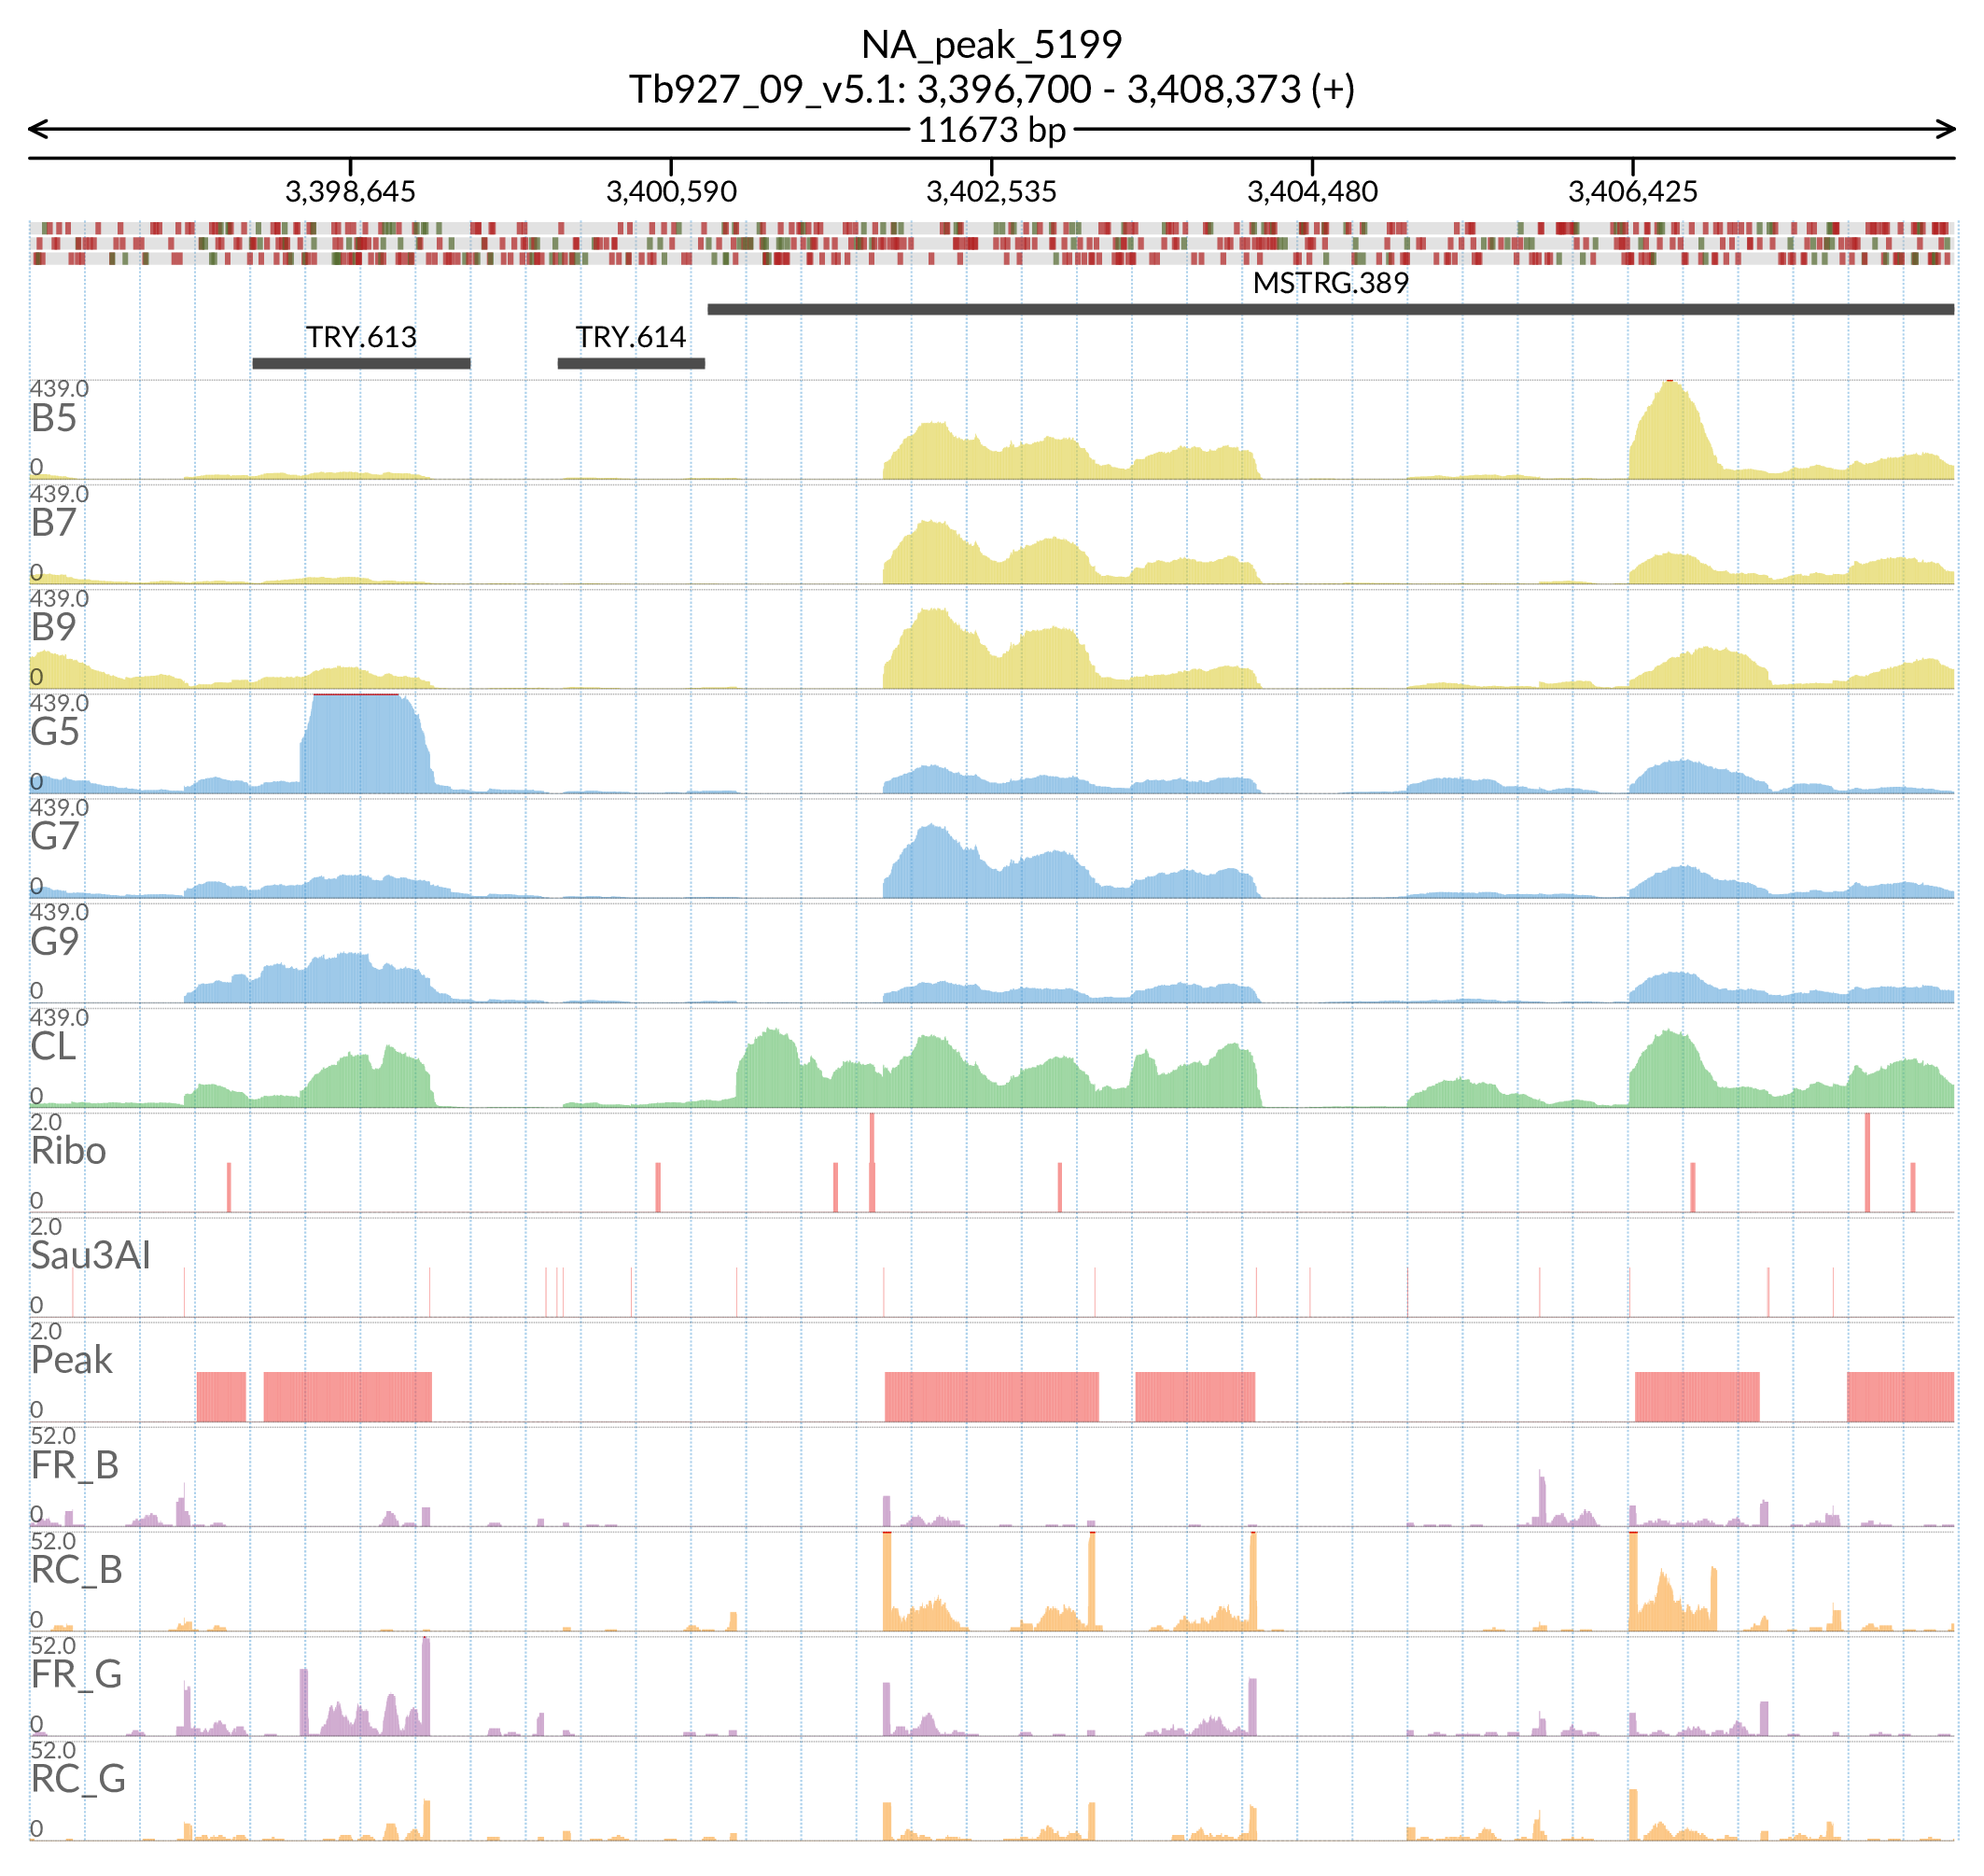 NA_peak_5199
Tb927_09_v5.1: 3,396,700 - 3,408,373 (+)
11673 bp
3,398,645 3,400,590 3,402,535 3,404,480 3,406,425
MSTRG.389
TRY.613 TRY.614
439.0
B5
0
439.0
B7
0
439.0
B9
0
439.0
G5
0
439.0
G7
0
439.0
G9
0
439.0
CL
0
2.0
Ribo
0
2.0
Sau3AI
0
2.0
Peak
0
52.0
FR_B
0
52.0
RC_B
0
52.0
FR_G
0
52.0
RC_G
0